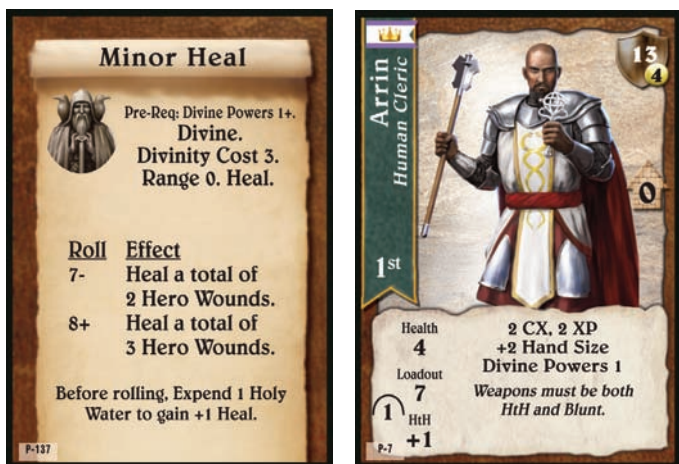 Minor Heal
Pre-Req: Divine Powers 1+.
Divine.
Divinity Cost 3.
Range 0. Heal.
Roll Effect
7- Heal a total of
2 Hero Wounds.
8+ Heal a total of
3 Hero Wounds.
Before rolling, Expend 1 Holy
Water to gain +1 Heal.
P-137
Arrin
Human Cleric
1st
13
4
0
Health
4
Loadout
7
1
HtH
+1
2 CX, 2 XP
+2 Hand Size
Divine Powers 1
Weapons must be both
HtH and Blunt.
P-7